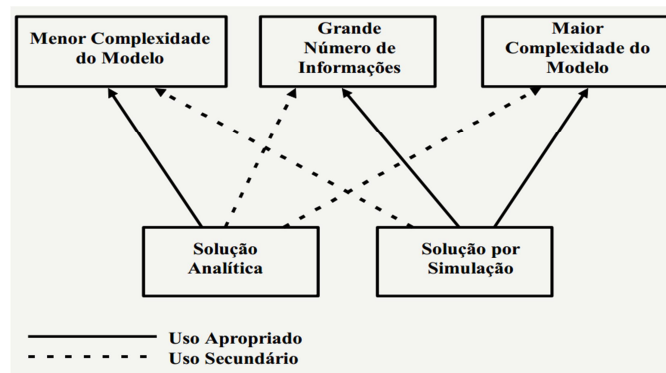 Menor Complexidade
do Modelo
Grande
Número de
Informações
Maior
Complexidade do
Modelo
Solução
Analítica
Solução por
Simulação
Uso Apropriado
Uso Secundário